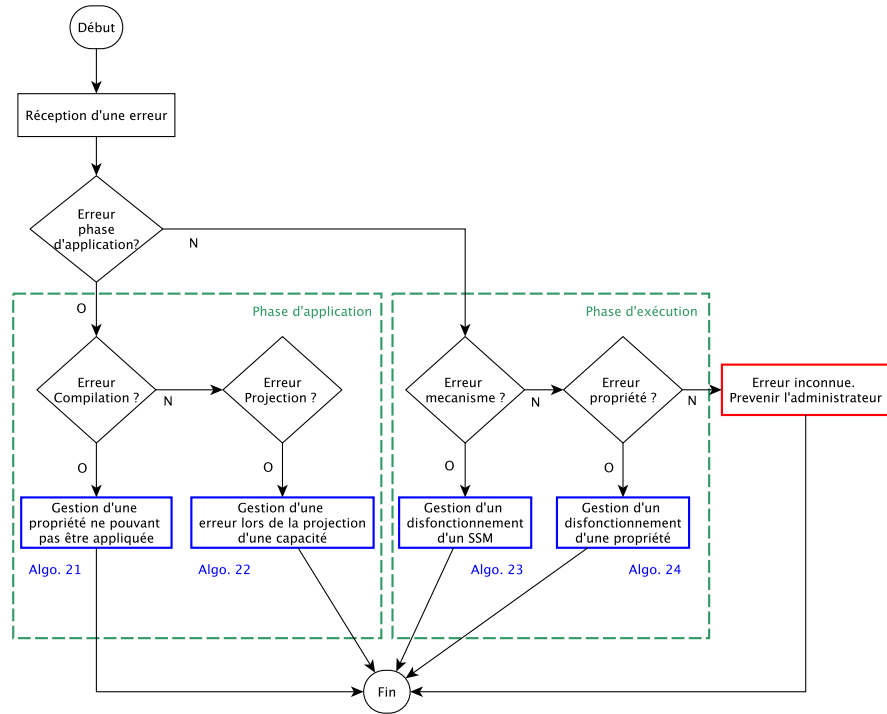 Début
Réception d'une erreur
Erreur
phase
d'application?
N
O
Phase d'application
Phase d'exécution
Erreur
Compilation ?
N
Erreur
Projection ?
Erreur
mecanisme ?
N
Erreur
propriété ?
N
Erreur inconnue.
Prevenir l'administrateur
O
O
O
O
Gestion d'une
propriété ne pouvant
pas être appliquée
Gestion d'une
erreur lors de la projection
d'une capacité
Gestion d'un
disfonctionnement
d'un SSM
Gestion d'un
disfonctionnement
d'une propriété
Algo. 21
Algo. 22
Algo. 23
Algo. 24
Fin